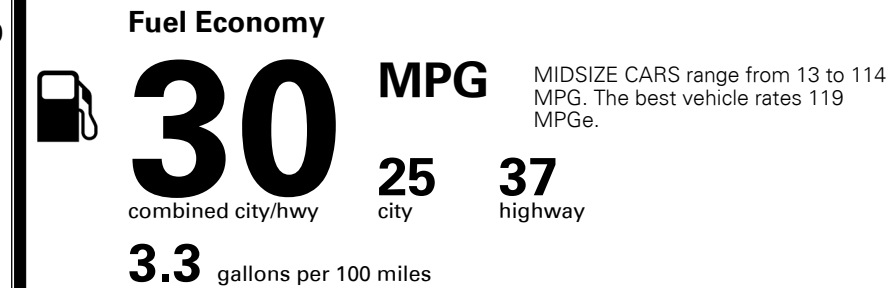 Fuel Economy
30 MPG
MIDSIZE CARS range from 13 to 114
MPG. The best vehicle rates 119
MPGe.
25 37
combined city/hwy city highway
3.3 gallons per 100 miles